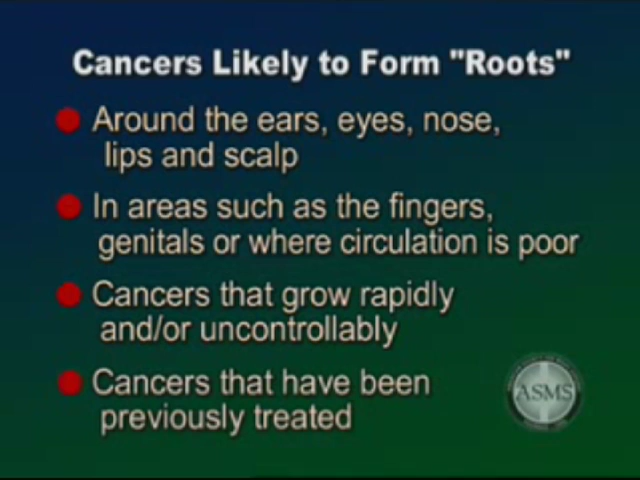 Cancers Likely to Form "Roots"
Around the ears, eyes, nose,
lips and scalp
In areas such as the fingers,
genitals or where circulation is poor
Cancers that grow rapidly
and/or uncontrollably
Cancers that have been
previously treated
ASMS